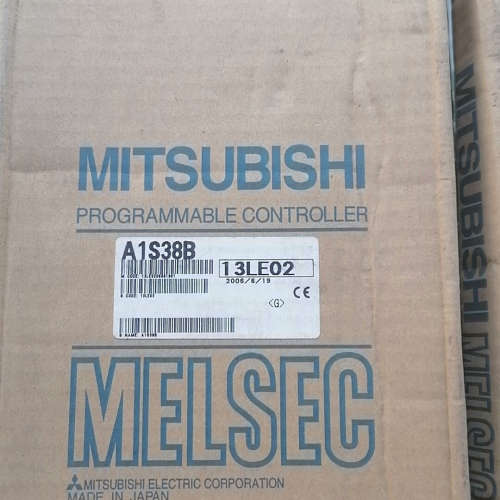 MITSUBISHI
PROGRAMMABLE CONTROLLER
A1S38B
13LE02
2006/6/19
<G> CE
MELSEC
MITSUBISHI ELECTRIC CORPORATION
MADE IN JAPAN
MITSUBISHI MELSEC